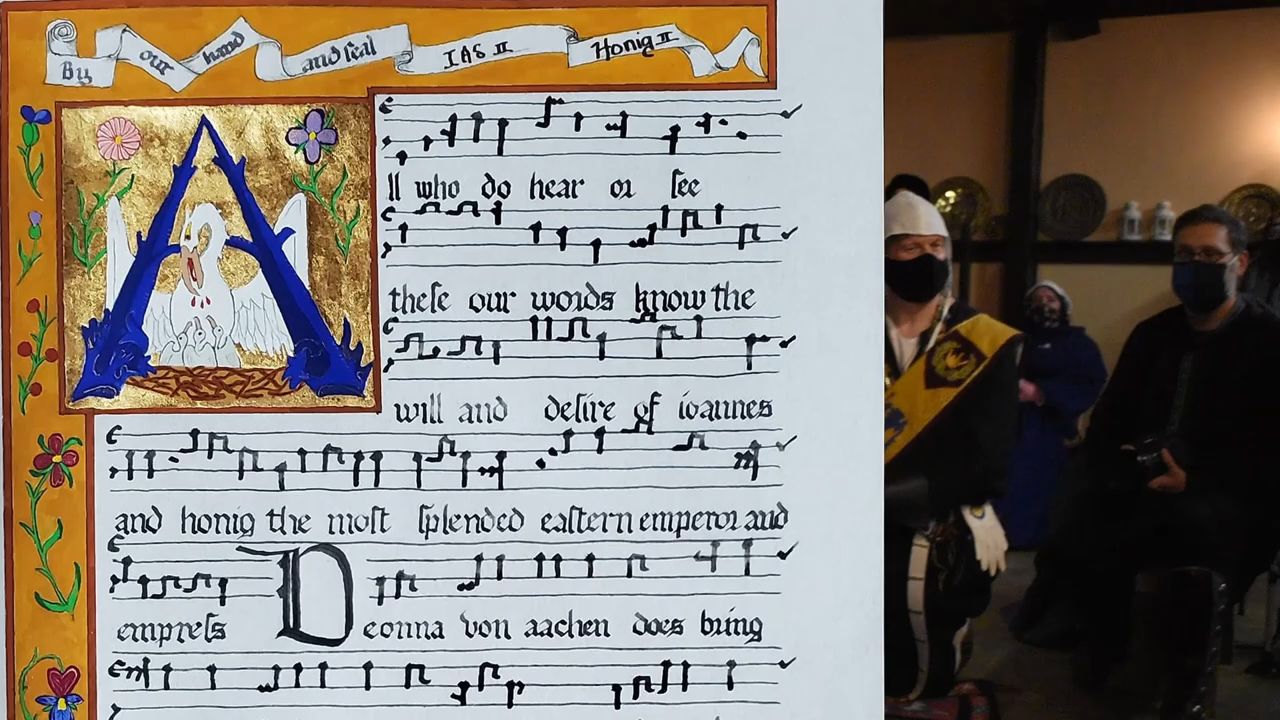 By our hand and seal IAS II Honig II
All who do hear or see
these our words know the
will and desire of ioannes
and honig the most splended eastern emperor and
empress Deonna von aachen does bring